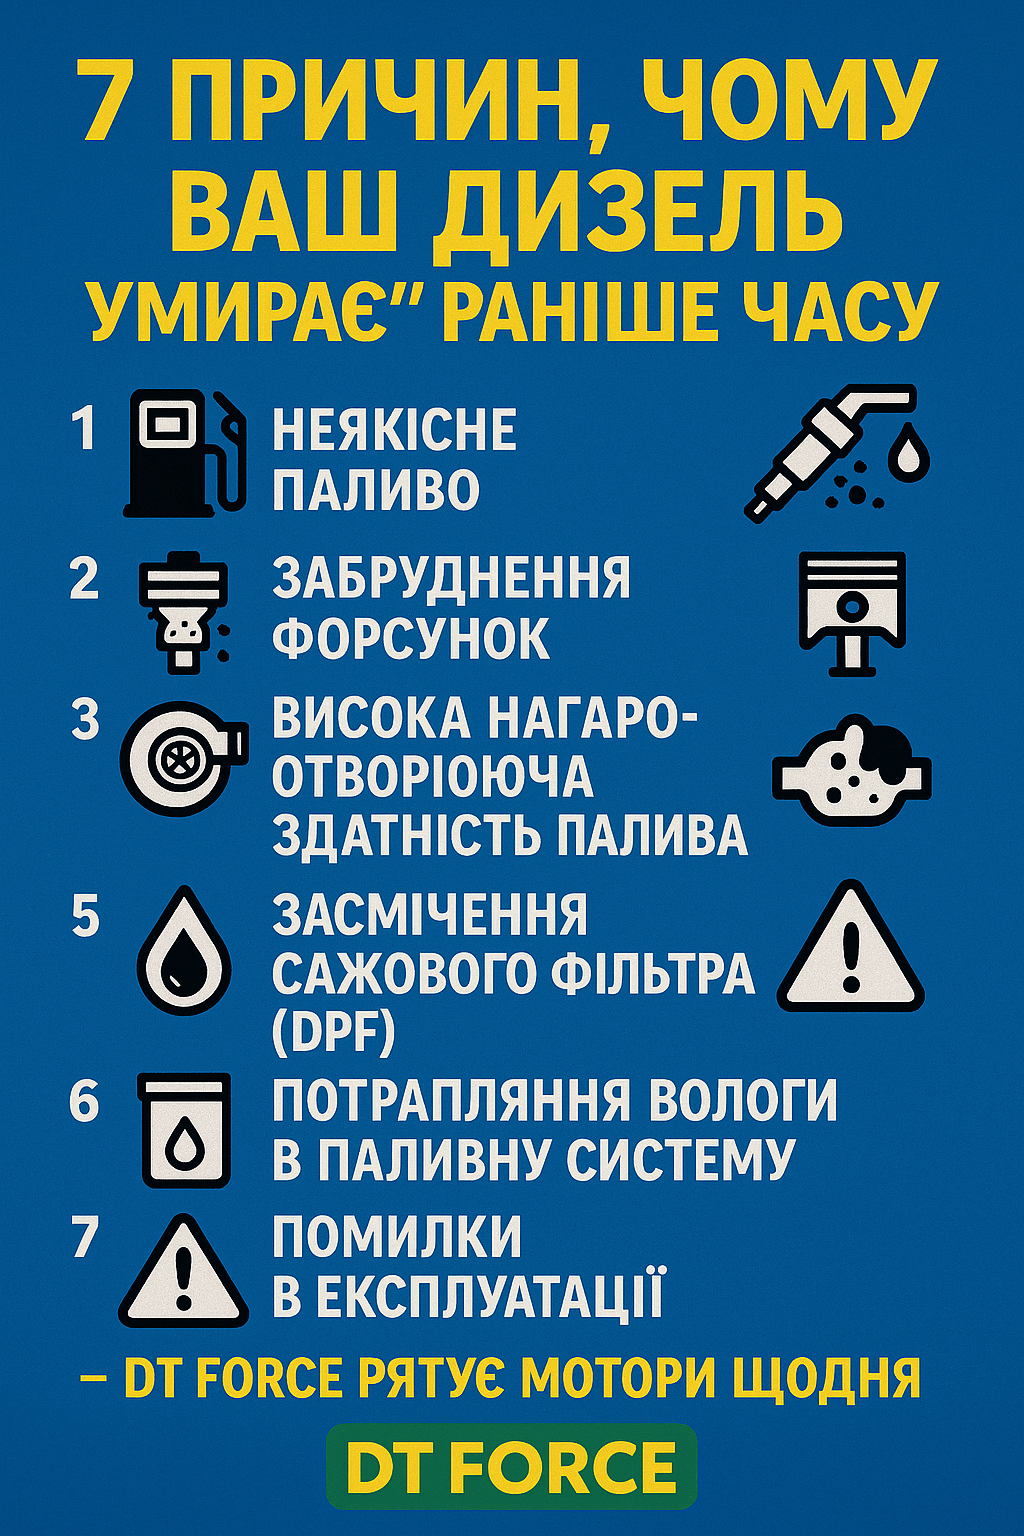 7 ПРИЧИН, ЧОМУ
ВАШ ДИЗЕЛЬ
УМИРАЄ” РАНІШЕ ЧАСУ
1 НЕЯКІСНЕ
ПАЛИВО
2 ЗАБРУДНЕННЯ
ФОРСУНОК
3 ВИСОКА НАГАРО-
ОТВОРІОЮЧА
ЗДАТНІСТЬ ПАЛИВА
5 ЗАСМІЧЕННЯ
САЖОВОГО ФІЛЬТРА
(DPF)
6 ПОТРАПЛЯННЯ ВОЛОГИ
В ПАЛИВНУ СИСТЕМУ
7 ПОМИЛКИ
В ЕКСПЛУАТАЦІЇ
– DT FORCE РЯТУЄ МОТОРИ ЩОДНЯ
DT FORCE